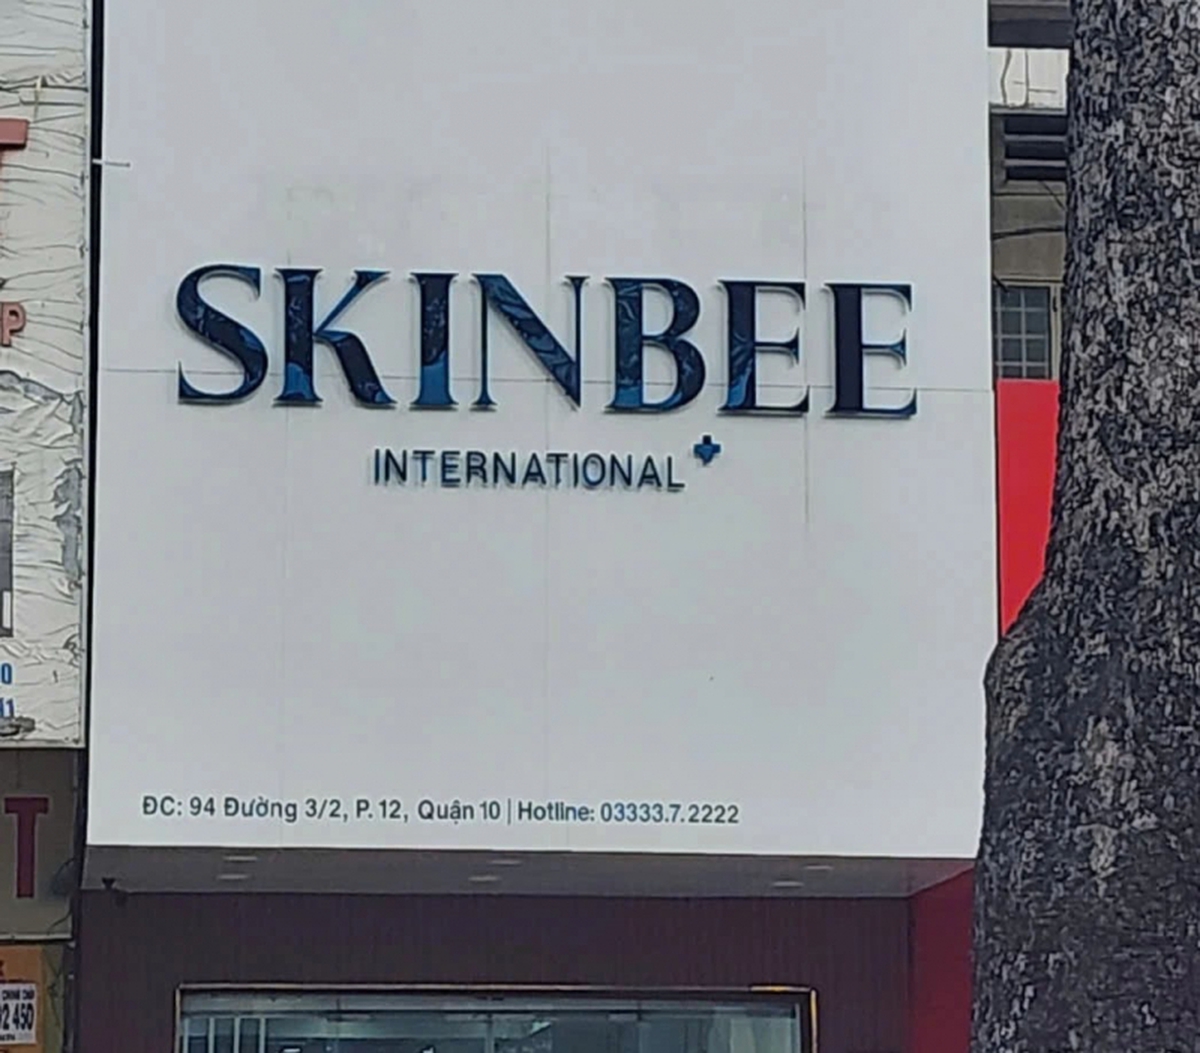 SKINBEE
INTERNATIONAL
ĐC: 94 Đường 3/2, P. 12, Quận 10 | Hotline: 03333.7.2222
T
P
T